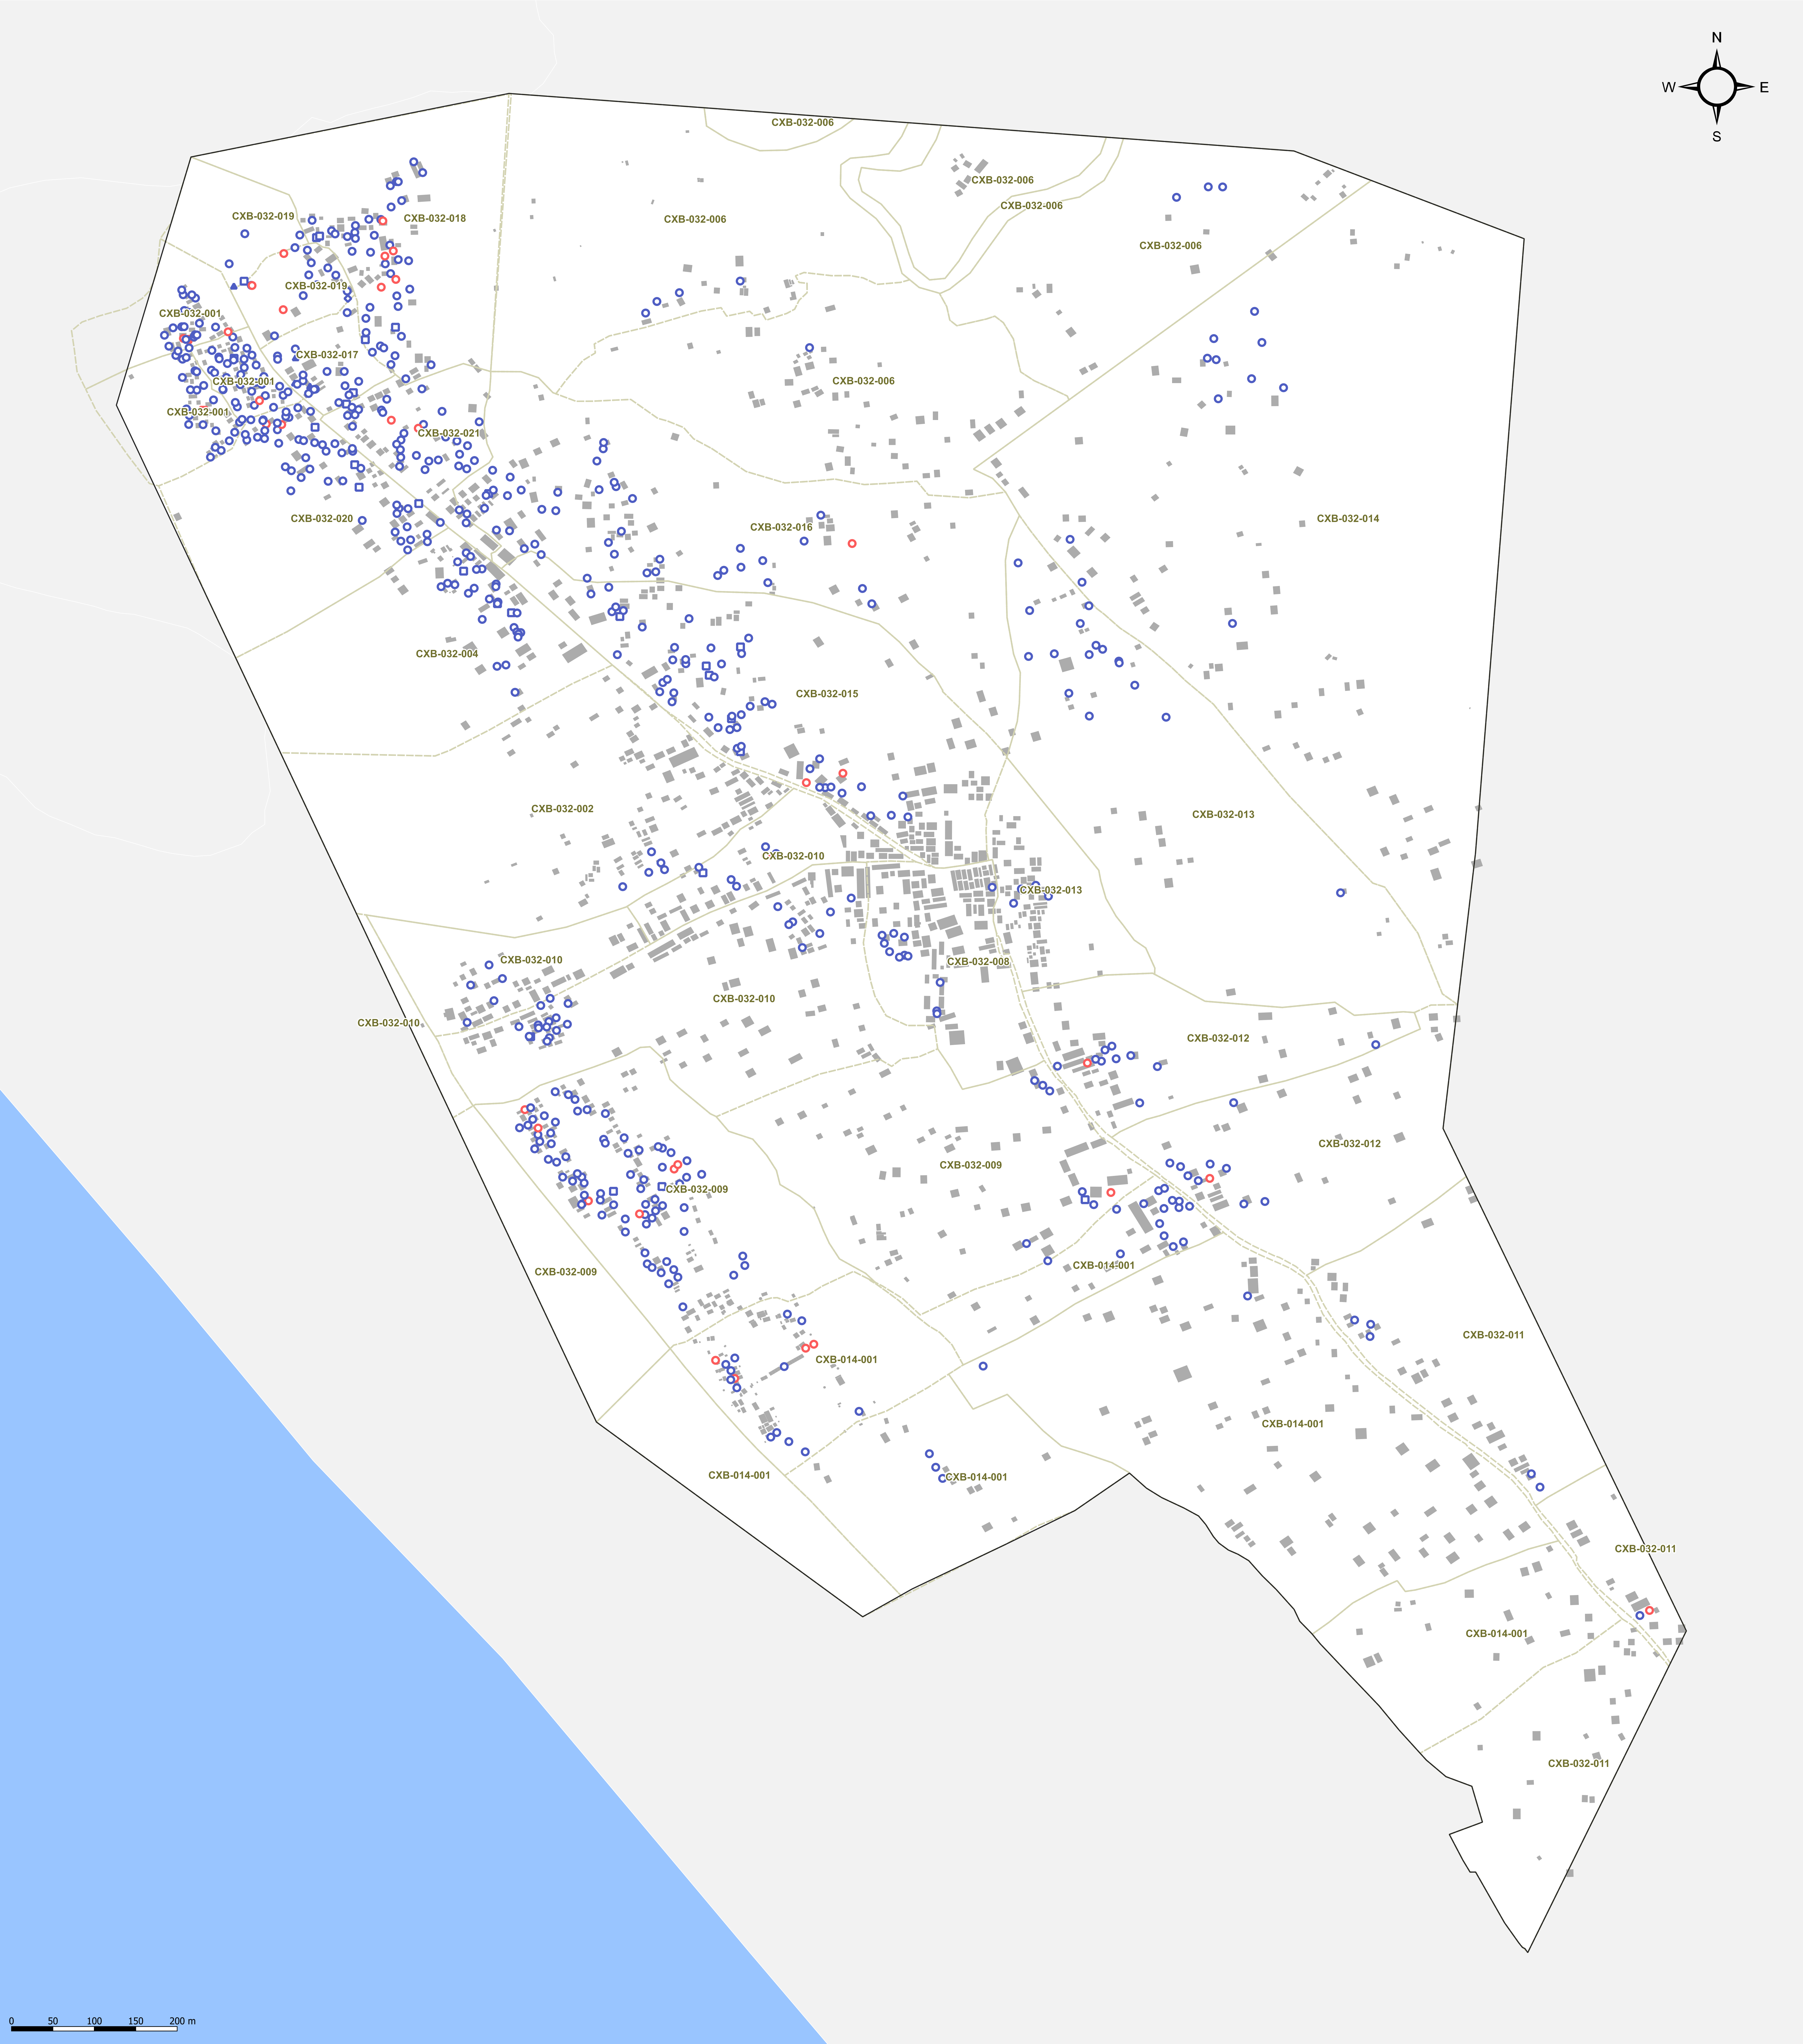 N
W E
S
CXB-032-006
CXB-032-006
CXB-032-006
CXB-032-019
CXB-032-018
CXB-032-006
CXB-032-006
CXB-032-019
CXB-032-001
CXB-032-017
CXB-032-001
CXB-032-006
CXB-032-001
CXB-032-021
CXB-032-020
CXB-032-016
CXB-032-014
CXB-032-004
CXB-032-015
CXB-032-002
CXB-032-013
CXB-032-010
CXB-032-013
CXB-032-010
CXB-032-008
CXB-032-010
CXB-032-010
CXB-032-012
CXB-032-012
CXB-032-009
CXB-032-009
CXB-014-001
CXB-032-009
CXB-032-011
CXB-014-001
CXB-014-001
CXB-014-001
CXB-014-001
CXB-032-011
CXB-014-001
CXB-032-011
0 50 100 150 200 m